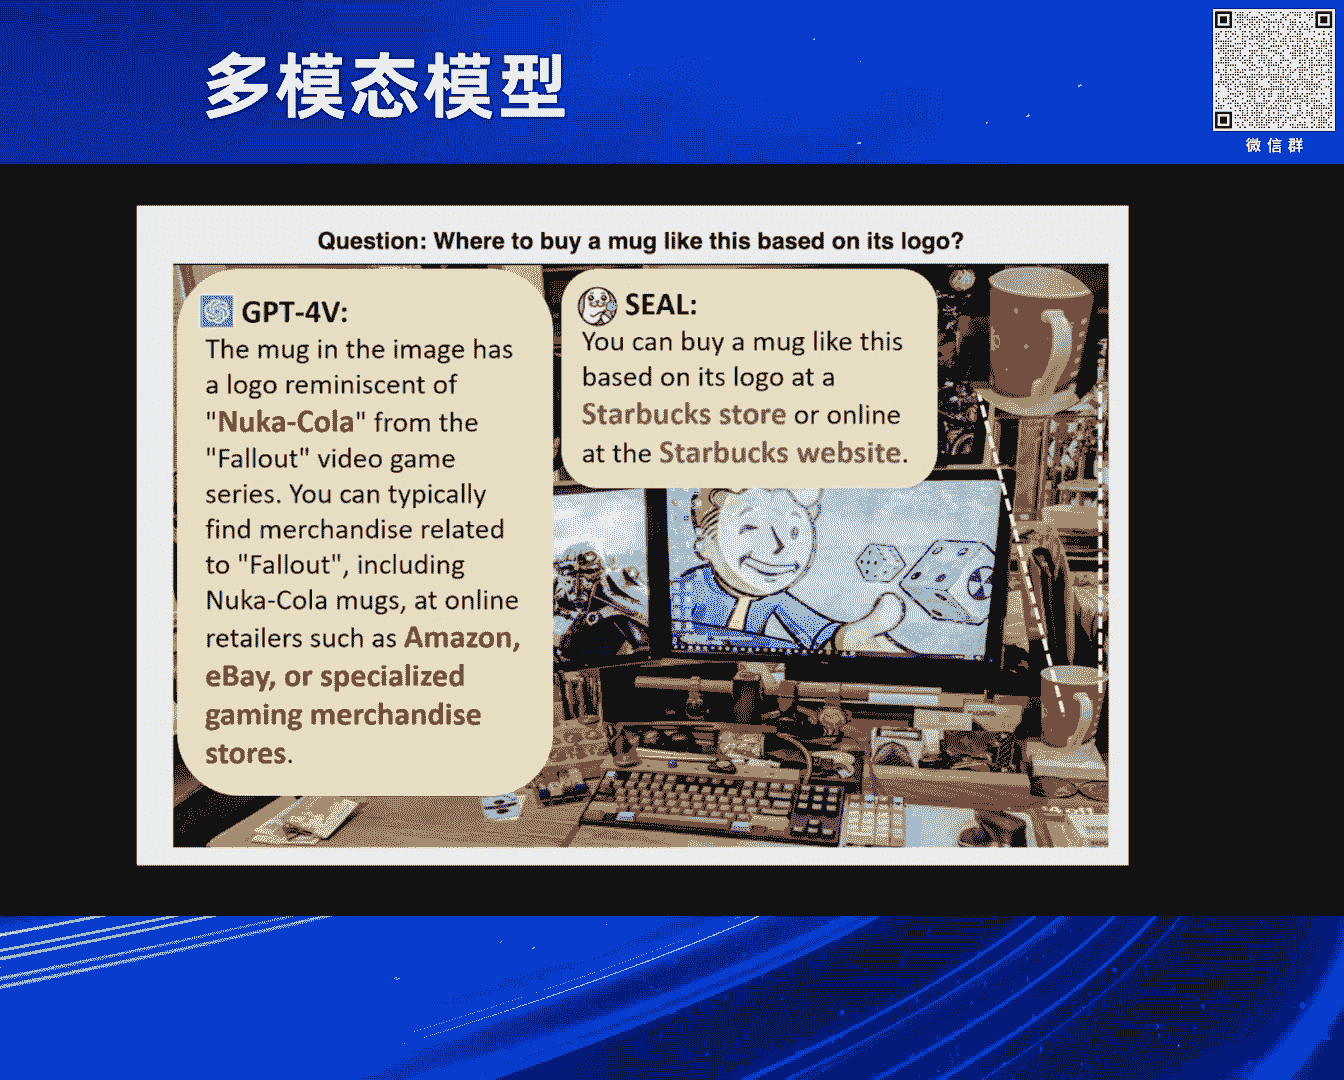 多模态模型
微信群
Question: Where to buy a mug like this based on its logo?
GPT-4V:
The mug in the image has
a logo reminiscent of
"Nuka-Cola" from the
"Fallout" video game
series. You can typically
find merchandise related
to "Fallout", including
Nuka-Cola mugs, at online
retailers such as Amazon,
eBay, or specialized
gaming merchandise
stores.
SEAL:
You can buy a mug like this
based on its logo at a
Starbucks store or online
at the Starbucks website.